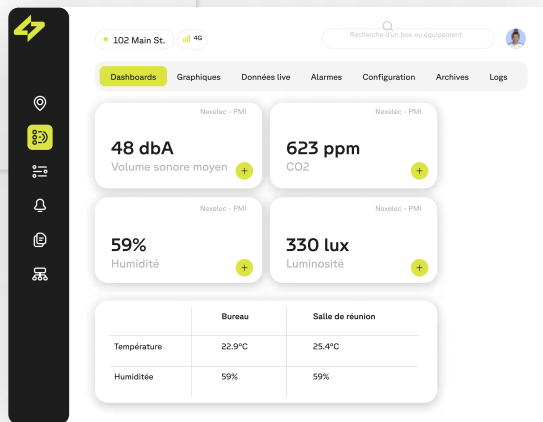 102 Main St.
4G
Recherche d'un box ou équipement
Dashboards Graphiques Données live Alarmes Configuration Archives Logs
Nexelec - PMI
48 dbA
Volume sonore moyen
+
Nexelec - PMI
623 ppm
CO2
+
Nexelec - PMI
59%
Humidité
+
Nexelec - PMI
330 lux
Luminosité
+
Bureau Salle de réunion
Température 22.9°C 25.4°C
Humiditée 59% 59%